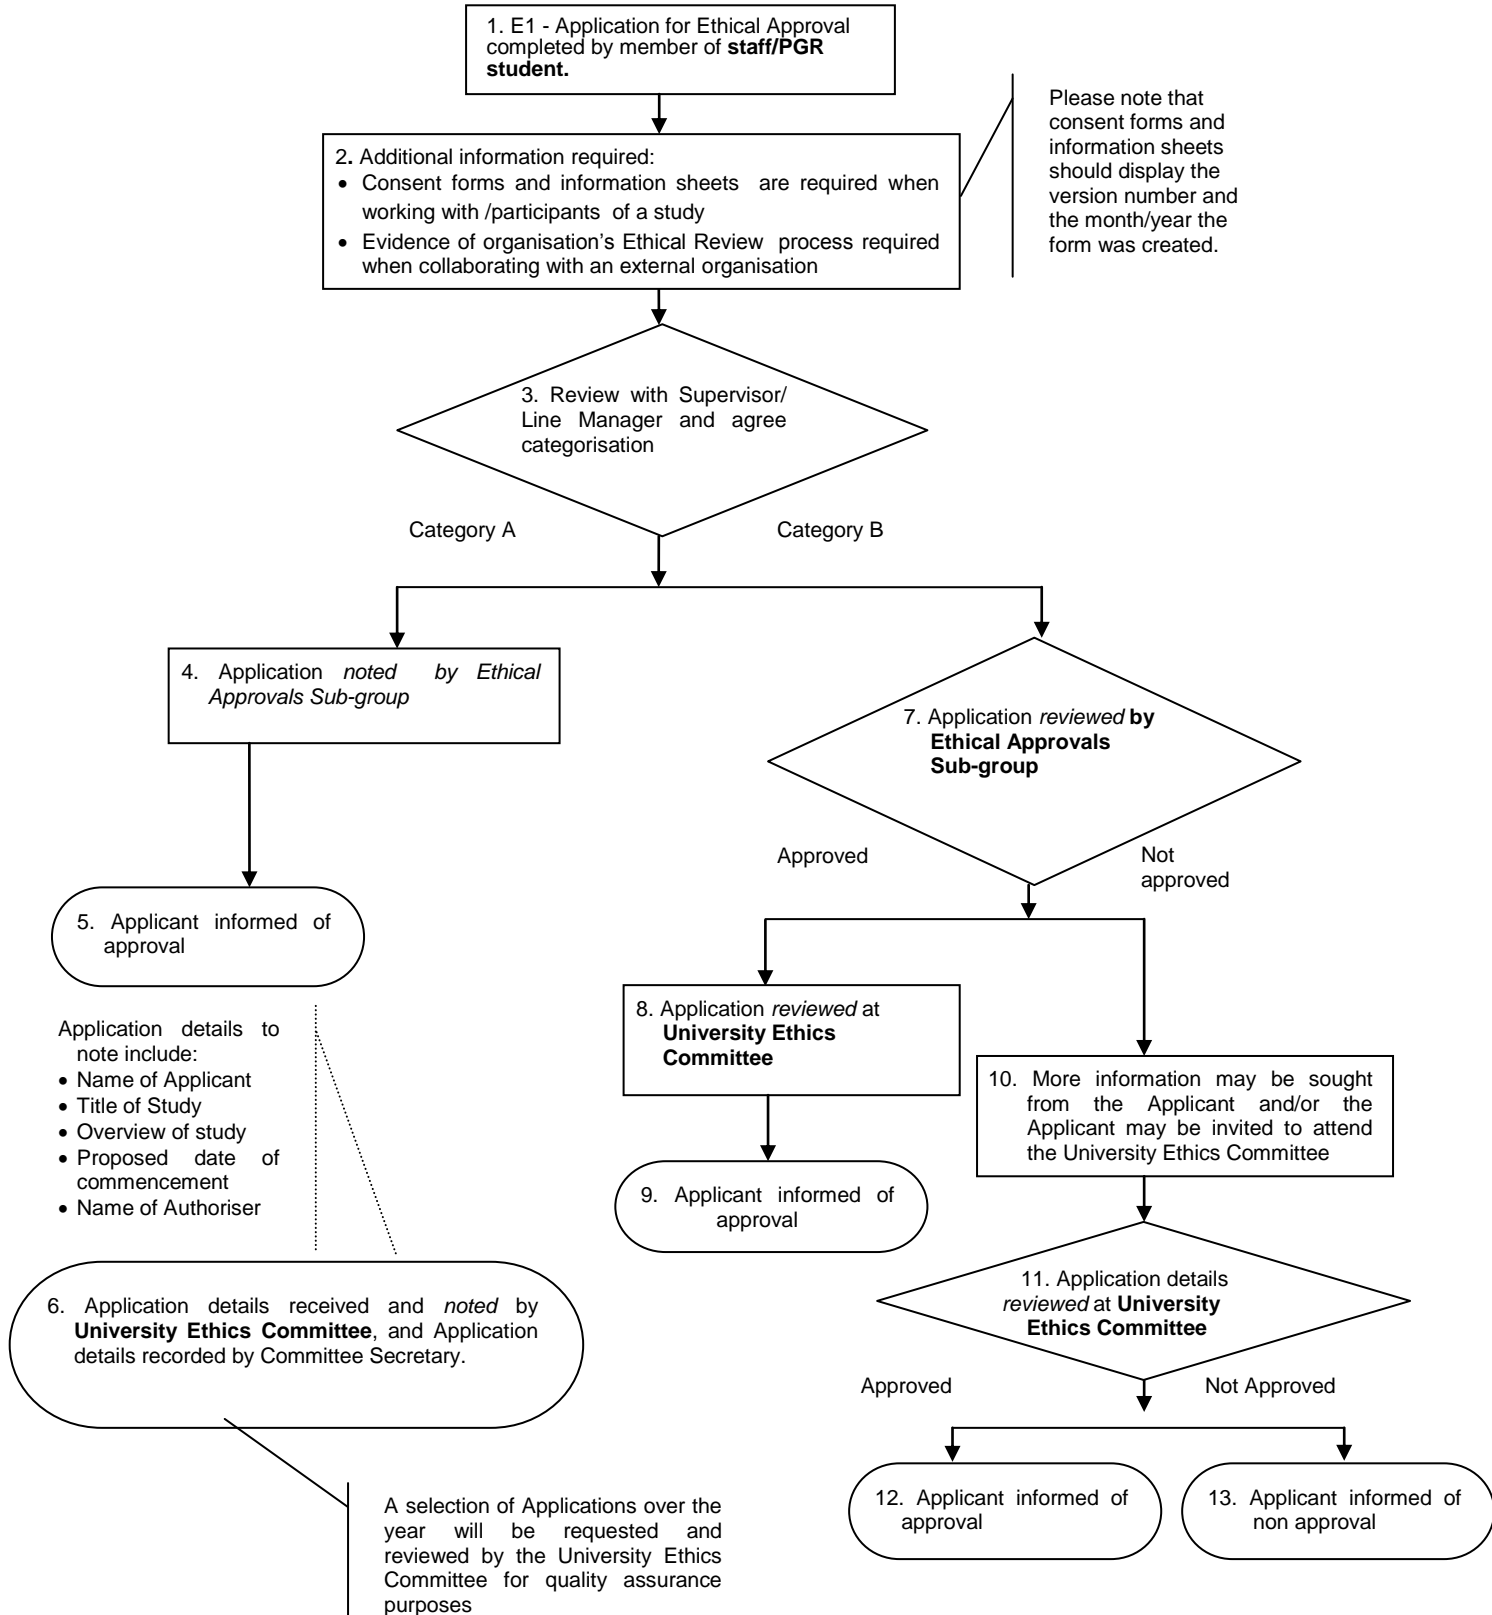 1. E1 - Application for Ethical Approval
completed by member of staff/PGR
student.
Please note that
consent forms and
information sheets
should display the
version number and
the month/year the
form was created.
2. Additional information required:
• Consent forms and information sheets are required when
working with /participants of a study
• Evidence of organisation's Ethical Review process required
when collaborating with an external organisation
3. Review with Supervisor/
Line Manager and agree
categorisation
Category A
Category B
4. Application noted by Ethical
Approvals Sub-group
7. Application reviewed by
Ethical Approvals
Sub-group
Approved
Not
approved
5. Applicant informed of
approval
8. Application reviewed at
University Ethics
Committee
Application details to
note include:
• Name of Applicant
• Title of Study
• Overview of study
• Proposed date of
commencement
• Name of Authoriser
10. More information may be sought
from the Applicant and/or the
Applicant may be invited to attend
the University Ethics Committee
9. Applicant informed of
approval
11. Application details
reviewed at University
Ethics Committee
6. Application details received and noted by
University Ethics Committee, and Application
details recorded by Committee Secretary.
Approved
Not Approved
12. Applicant informed of
approval
13. Applicant informed of
non approval
A selection of Applications over the
year will be requested and
reviewed by the University Ethics
Committee for quality assurance
purposes